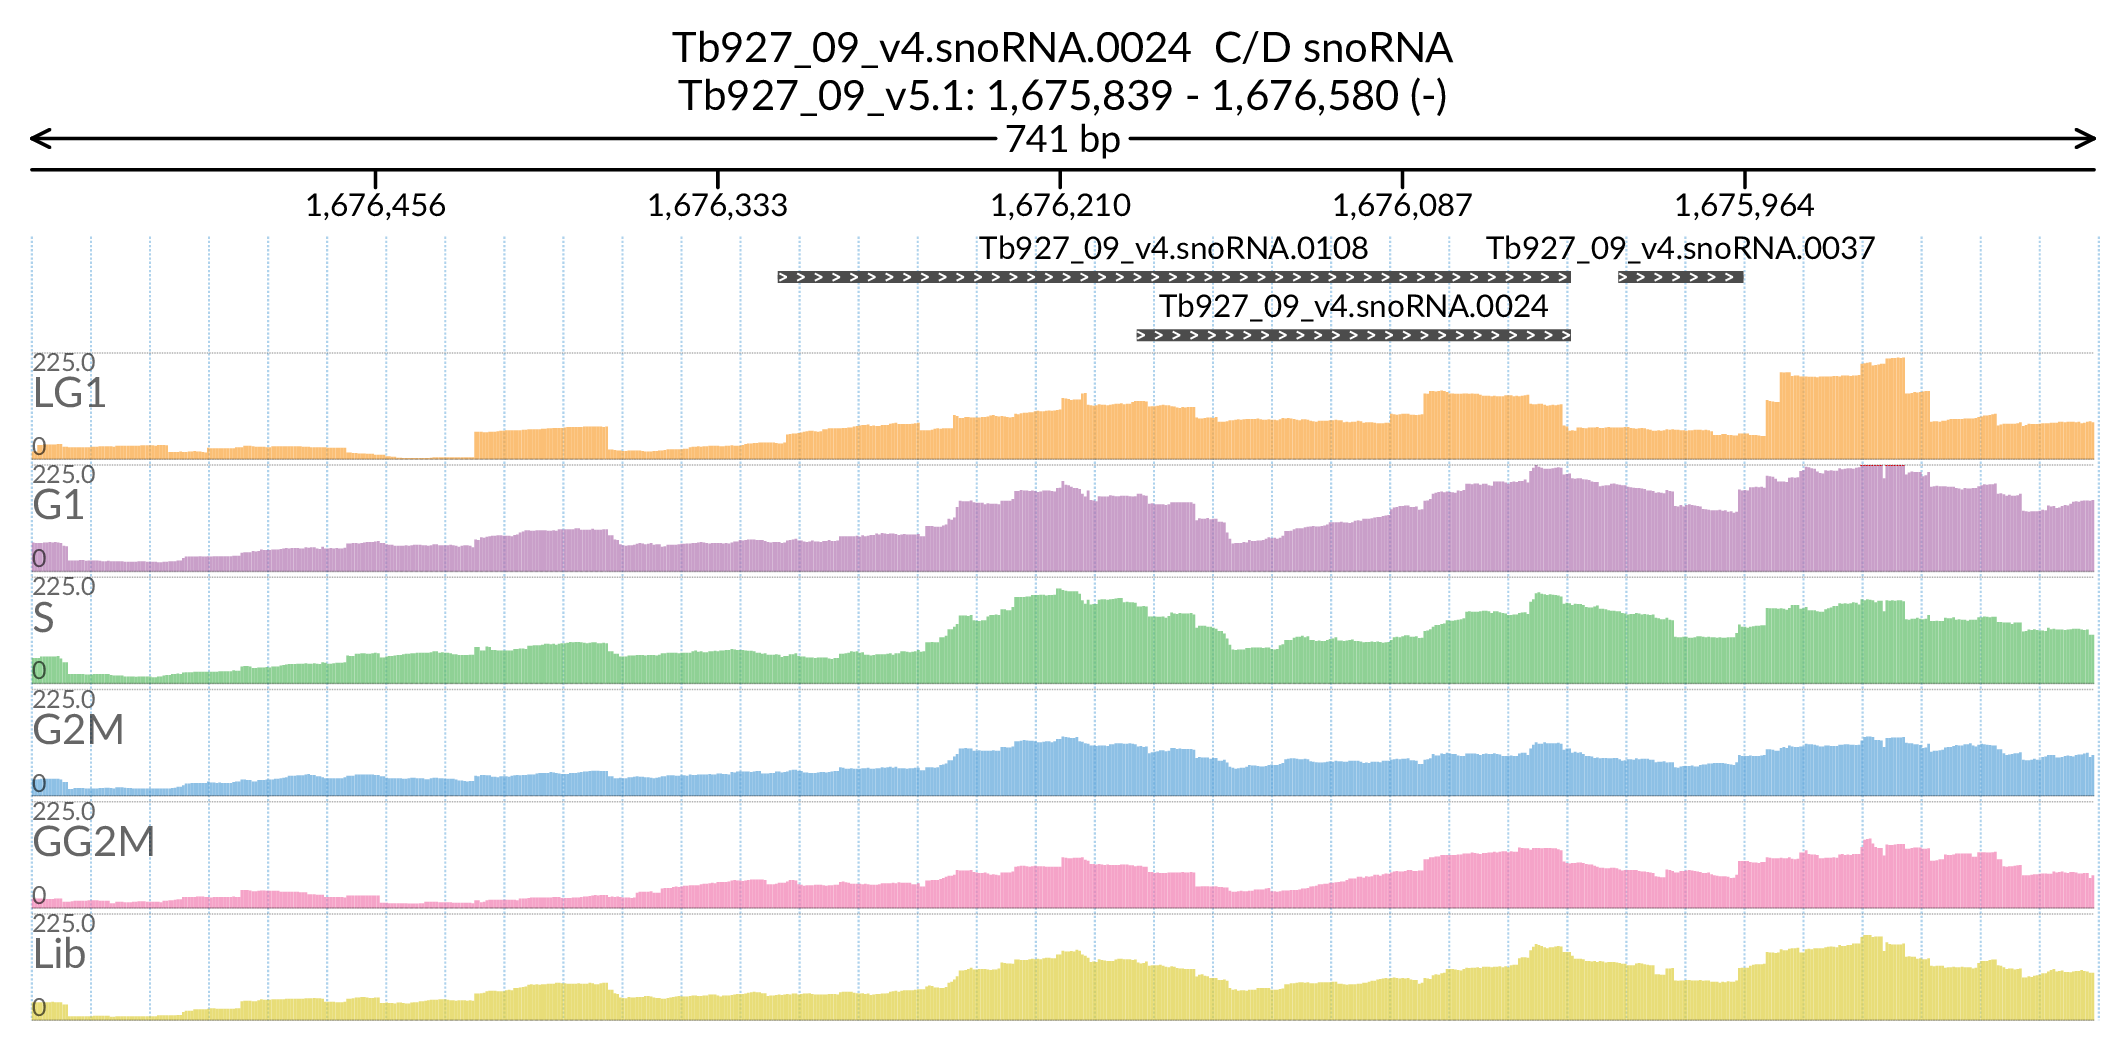 Tb927_09_v4.snoRNA.0024 C/D snoRNA
Tb927_09_v5.1: 1,675,839 - 1,676,580 (-)
741 bp
1,676,456 1,676,333 1,676,210 1,676,087 1,675,964
Tb927_09_v4.snoRNA.0108 Tb927_09_v4.snoRNA.0037
Tb927_09_v4.snoRNA.0024
225.0
LG1
0
225.0
G1
0
225.0
S
0
225.0
G2M
0
225.0
GG2M
0
225.0
Lib
0